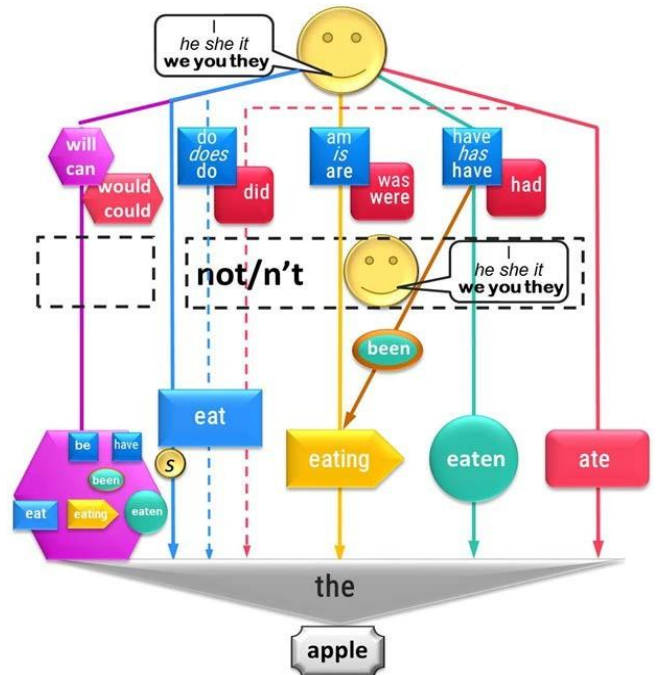 I
he she it
we you they
will
can
would
could
do
does
do
did
am
is
are
was
were
have
has
have
had
not/n't
I
he she it
we you they
been
eat
s
eating
eaten
ate
be
have
been
eat
eating
eaten
the
apple